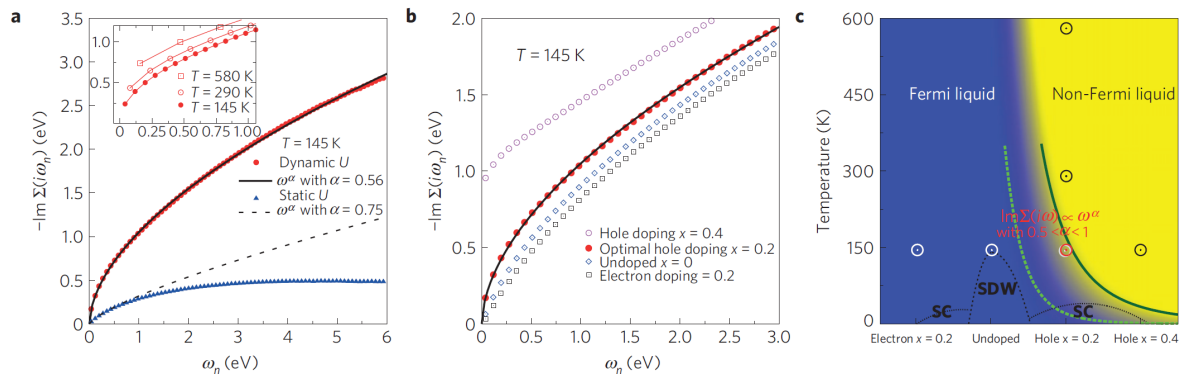 a
3.5
3.0
2.5
2.0
1.5
1.0
0.5
0
0 1 2 3 4 5 6
−Im Σ(iωn) (eV)
ωn (eV)
1.0
0.5
0 0.25 0.50 0.75 1.00
T = 580 K
T = 290 K
T = 145 K
T = 145 K
Dynamic U
ω^α with α = 0.56
Static U
ω^α with α = 0.75
b
2.0
1.5
1.0
0.5
0.0
0 0.5 1.0 1.5 2.0 2.5 3.0
−Im Σ(iωn) (eV)
ωn (eV)
T = 145 K
Hole doping x = 0.4
Optimal hole doping x = 0.2
Undoped x = 0
Electron doping = 0.2
c
600
450
300
150
0
Temperature (K)
Fermi liquid
Non-Fermi liquid
ImΣ(iω) ∝ ω^α
with 0.5<α<1
SC
SDW
SC
Electron x = 0.2 Undoped Hole x = 0.2 Hole x = 0.4